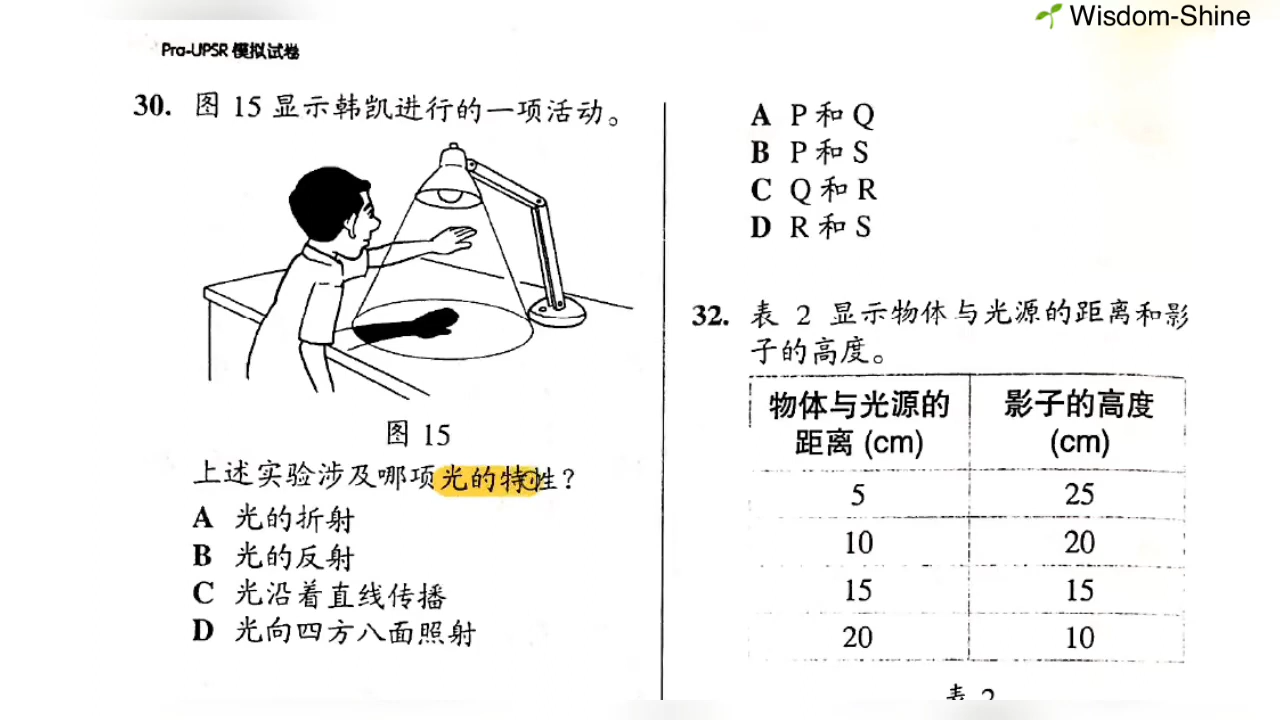 Wisdom-Shine
Pra-UPSR 模拟试卷
30. 图 15 显示韩凯进行的一项活动。
图 15
上述实验涉及哪项光的特性？
A 光的折射
B 光的反射
C 光沿着直线传播
D 光向四方八面照射
A P 和 Q
B P 和 S
C Q 和 R
D R 和 S
32. 表 2 显示物体与光源的距离和影
子的高度。
物体与光源的 影子的高度
距离 (cm) (cm)
5 25
10 20
15 15
20 10
表 2